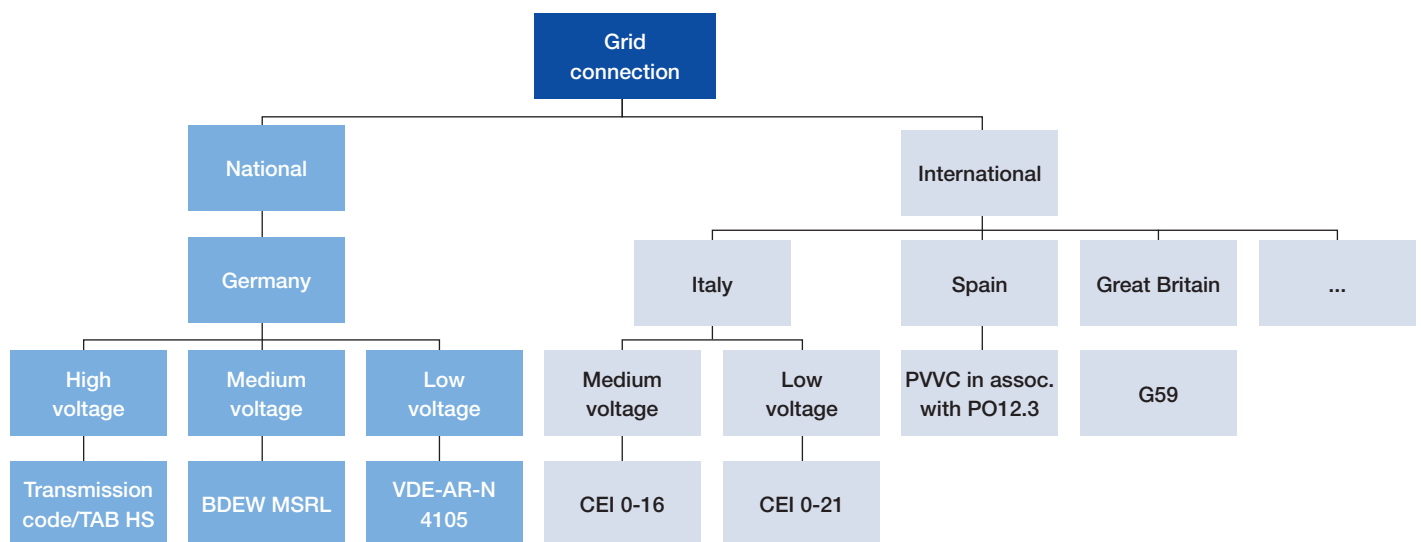 Grid
connection
National
International
Germany
Italy
Spain
Great Britain
...
High
voltage
Medium
voltage
Low
voltage
Medium
voltage
Low
voltage
PVVC in assoc.
with PO12.3
G59
Transmission
code/TAB HS
BDEW MSRL
VDE-AR-N
4105
CEI 0-16
CEI 0-21